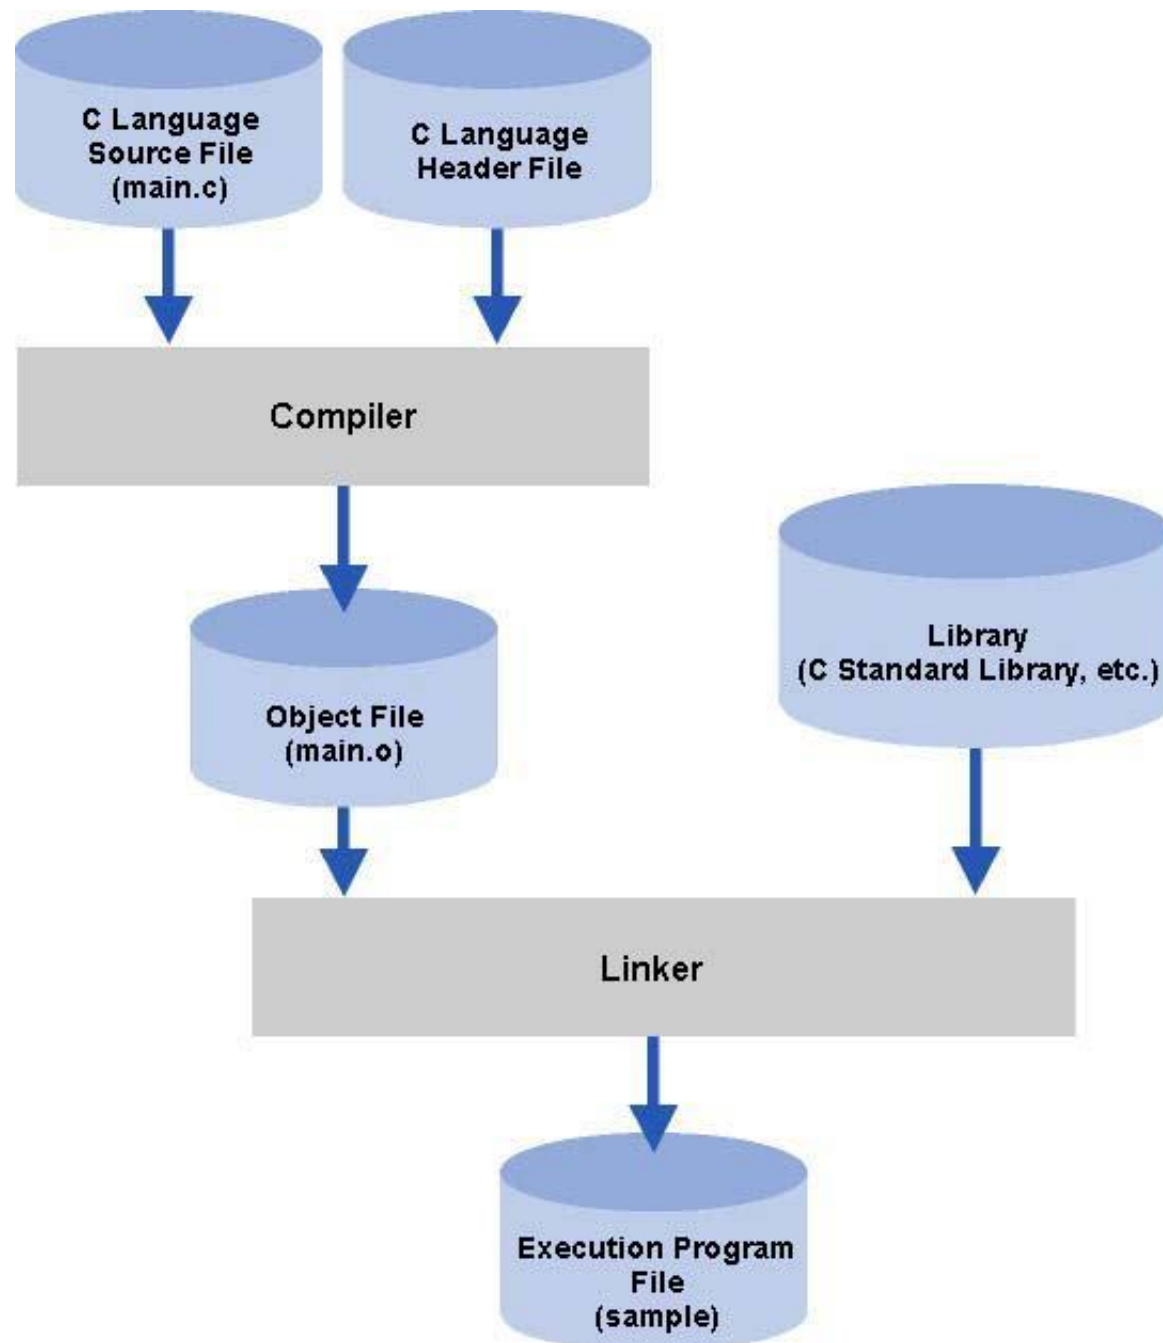 C Language
Source File
(main.c)
C Language
Header File
Compiler
Library
(C Standard Library, etc.)
Object File
(main.o)
Linker
Execution Program
File
(sample)